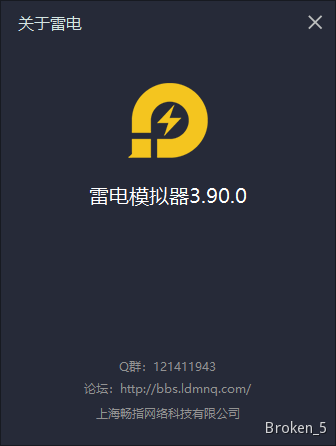 关于雷电
雷电模拟器3.90.0
Q群：121411943
论坛：http://bbs.ldmnq.com/
上海畅指网络科技有限公司
Broken_5